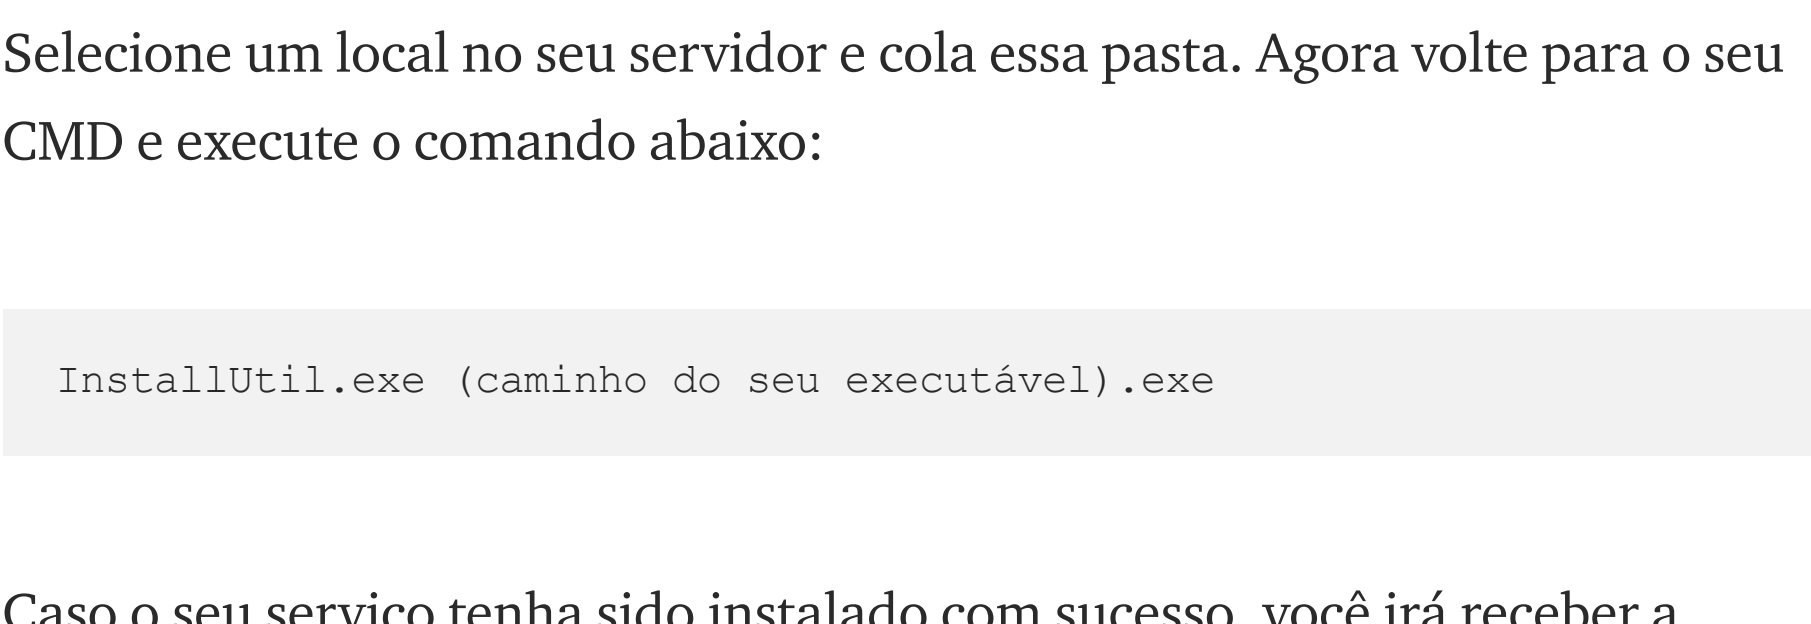 Selecione um local no seu servidor e cola essa pasta. Agora volte para o seu
CMD e execute o comando abaixo:
InstallUtil.exe (caminho do seu executável).exe
Caso o seu serviço tenha sido instalado com sucesso, você irá receber a